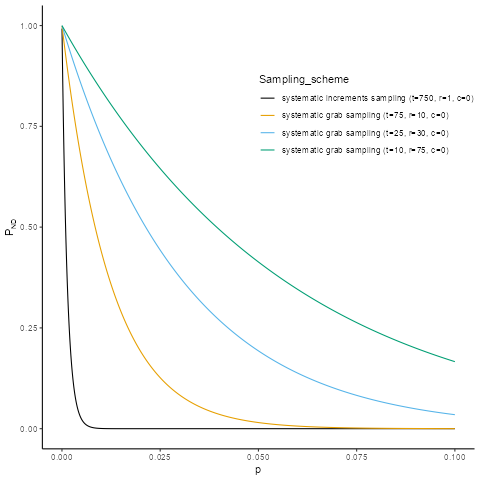 1.00
0.75
0.50
0.25
0.00
P_ND
0.000
0.025
0.050
0.075
0.100
p
Sampling_scheme
systematic increments sampling (t=750, r=1, c=0)
systematic grab sampling (t=75, r=10, c=0)
systematic grab sampling (t=25, r=30, c=0)
systematic grab sampling (t=10, r=75, c=0)